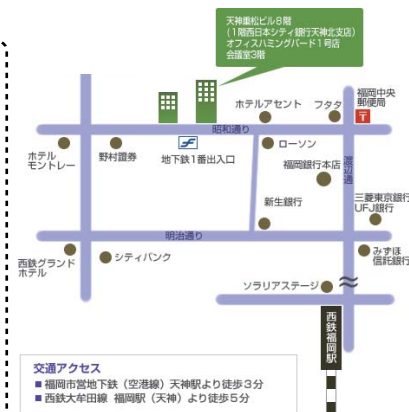 天神重松ビル8階
(1階西日本シティ銀行天神北支店)
オフィスハミングバード1号店
会議室3階
福岡中央
郵便局
ホテルアセント
フタタ
昭和通り
ホテル
モントレー
野村證券
地下鉄1番出入口
ローソン
福岡銀行本店
渡辺通
三菱東京銀行
UFJ銀行
新生銀行
明治通り
西鉄グランド
ホテル
シティバンク
みずほ
信託銀行
ソラリアステージ
西鉄福岡駅
交通アクセス
■ 福岡市営地下鉄(空港線)天神駅より徒歩3分
■ 西鉄大牟田線 福岡駅(天神)より徒歩5分